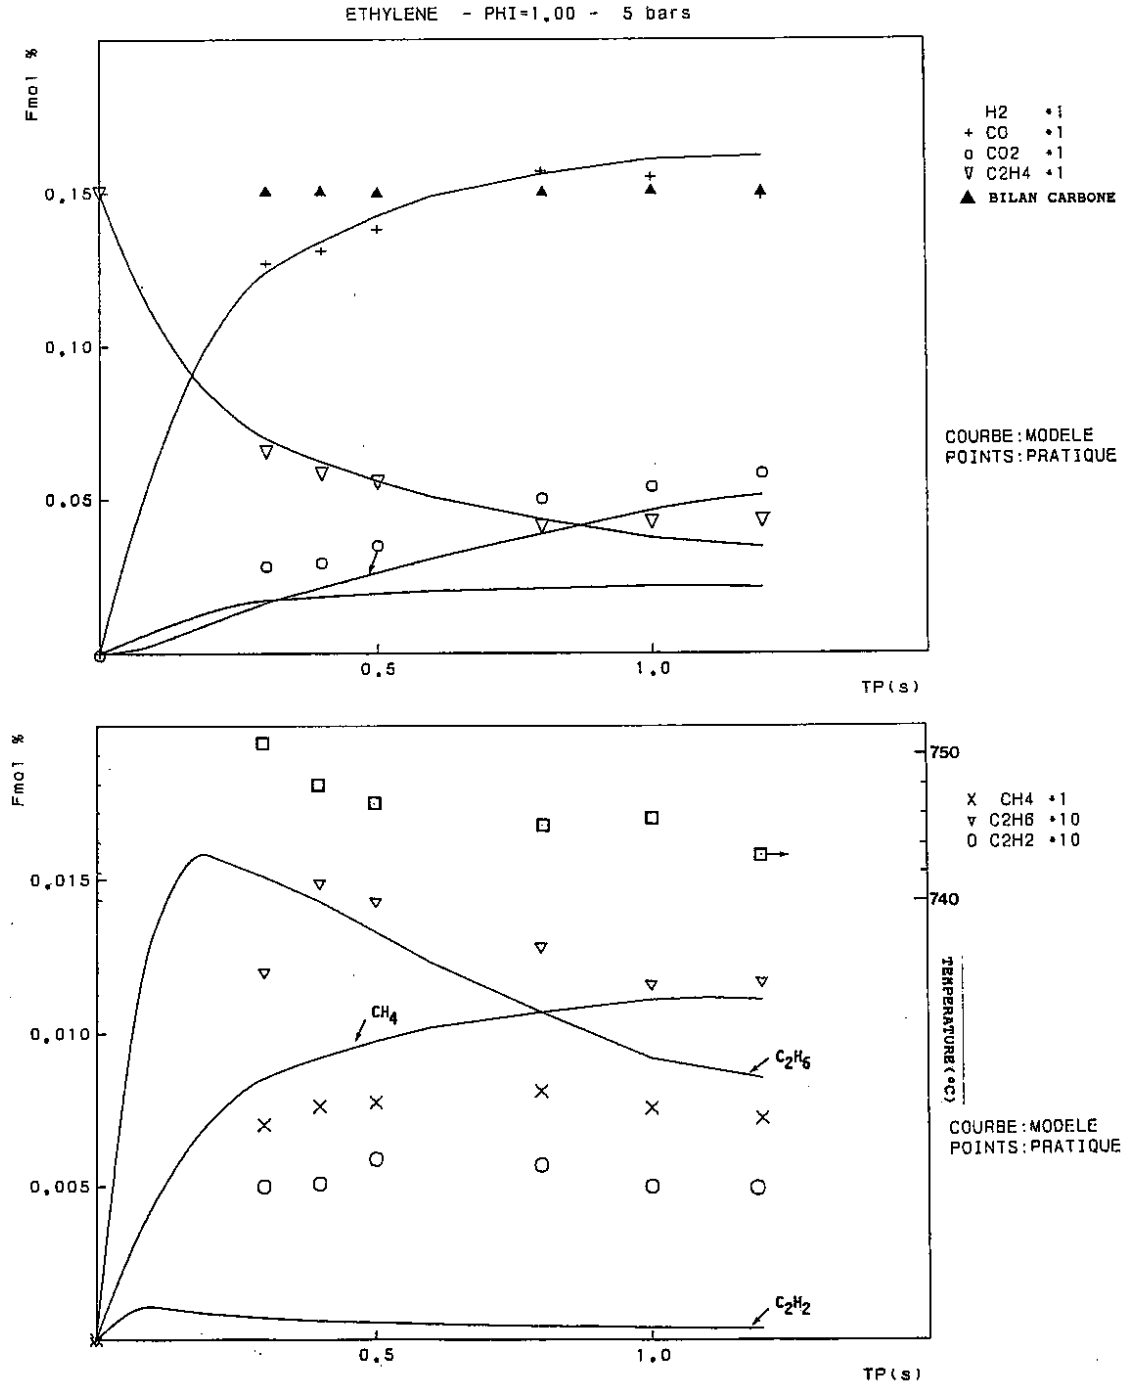 ETHYLENE - PHI=1.00 - 5 bars
Fmol %
0.15
0.10
0.05
0.5
1.0
TP(s)
H2 *1
+ CO *1
o CO2 *1
▽ C2H4 *1
▲ BILAN CARBONE
COURBE:MODELE
POINTS:PRATIQUE
Fmol %
0.015
0.010
0.005
0.5
1.0
TP(s)
750
740
TEMPERATURE(°C)
CH4
C2H6
C2H2
X CH4 *1
▽ C2H6 *10
O C2H2 *10
COURBE:MODELE
POINTS:PRATIQUE